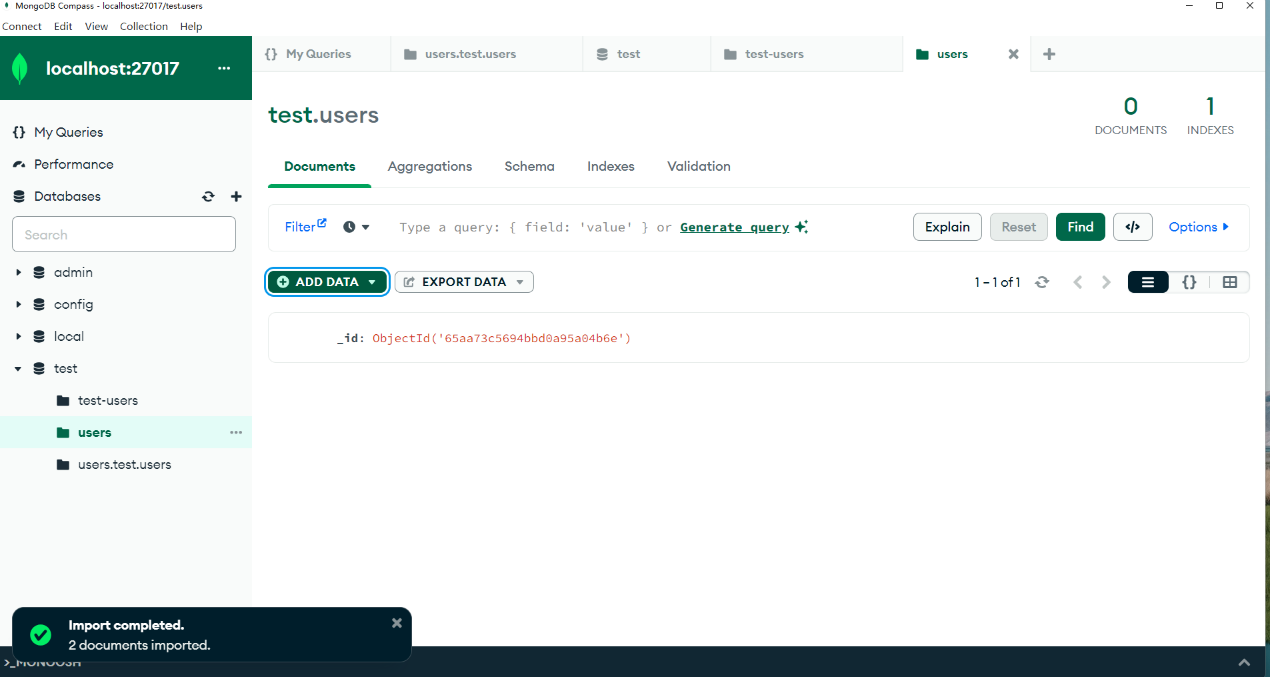 MongoDB Compass - localhost:27017/test.users
Connect Edit View Collection Help
localhost:27017 ...
{} My Queries
users.test.users
test
test-users
users
My Queries
Performance
Databases
Search
admin
config
local
test
test-users
users
users.test.users
test.users
0
DOCUMENTS
1
INDEXES
Documents Aggregations Schema Indexes Validation
Filter
Type a query: { field: 'value' } or Generate query
Explain Reset Find </> Options
ADD DATA EXPORT DATA 1 – 1 of 1 {}
_id: ObjectId('65aa73c5694bbd0a95a04b6e')
Import completed.
2 documents imported.
>_MONGOSH